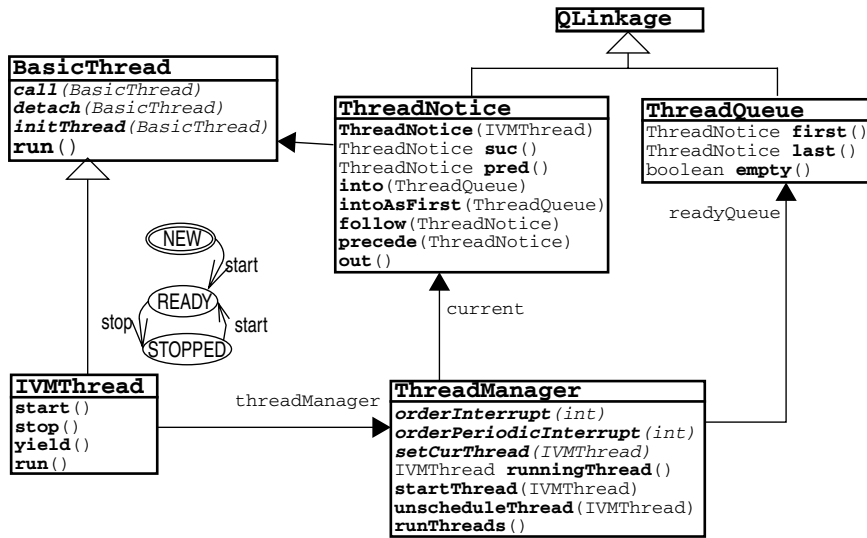 QLinkage
BasicThread
call(BasicThread)
detach(BasicThread)
initThread(BasicThread)
run()
ThreadNotice
ThreadNotice(IVMThread)
ThreadNotice suc()
ThreadNotice pred()
into(ThreadQueue)
intoAsFirst(ThreadQueue)
follow(ThreadNotice)
precede(ThreadNotice)
out()
ThreadQueue
ThreadNotice first()
ThreadNotice last()
boolean empty()
readyQueue
NEW
start
READY
stop
start
STOPPED
current
IVMThread
start()
stop()
yield()
run()
threadManager
ThreadManager
orderInterrupt(int)
orderPeriodicInterrupt(int)
setCurThread(IVMThread)
IVMThread runningThread()
startThread(IVMThread)
unscheduleThread(IVMThread)
runThreads()